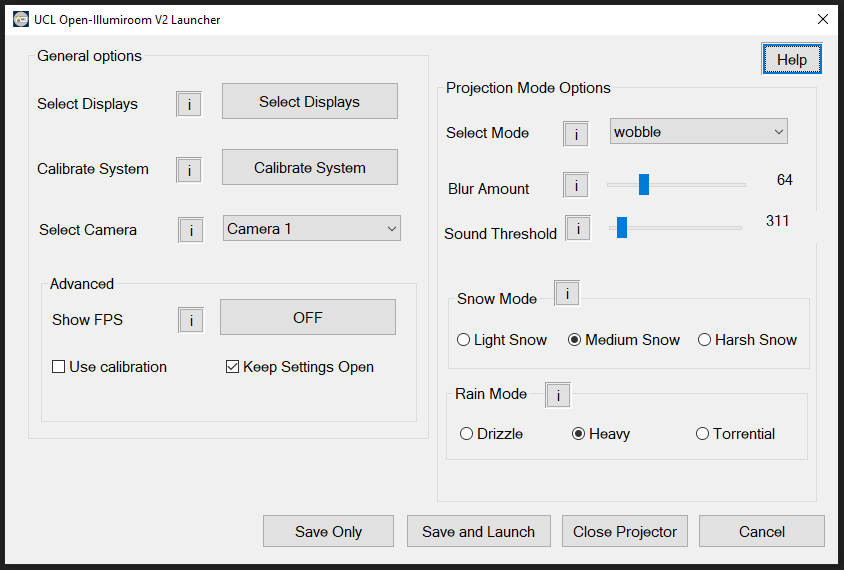 UCL Open-Illumiroom V2 Launcher
General options
Help
Select Displays i Select Displays
Calibrate System i Calibrate System
Select Camera i Camera 1
Advanced
Show FPS i OFF
Use calibration Keep Settings Open
Projection Mode Options
Select Mode i wobble
Blur Amount i 64
Sound Threshold i 311
Snow Mode i
Light Snow Medium Snow Harsh Snow
Rain Mode i
Drizzle Heavy Torrential
Save Only Save and Launch Close Projector Cancel